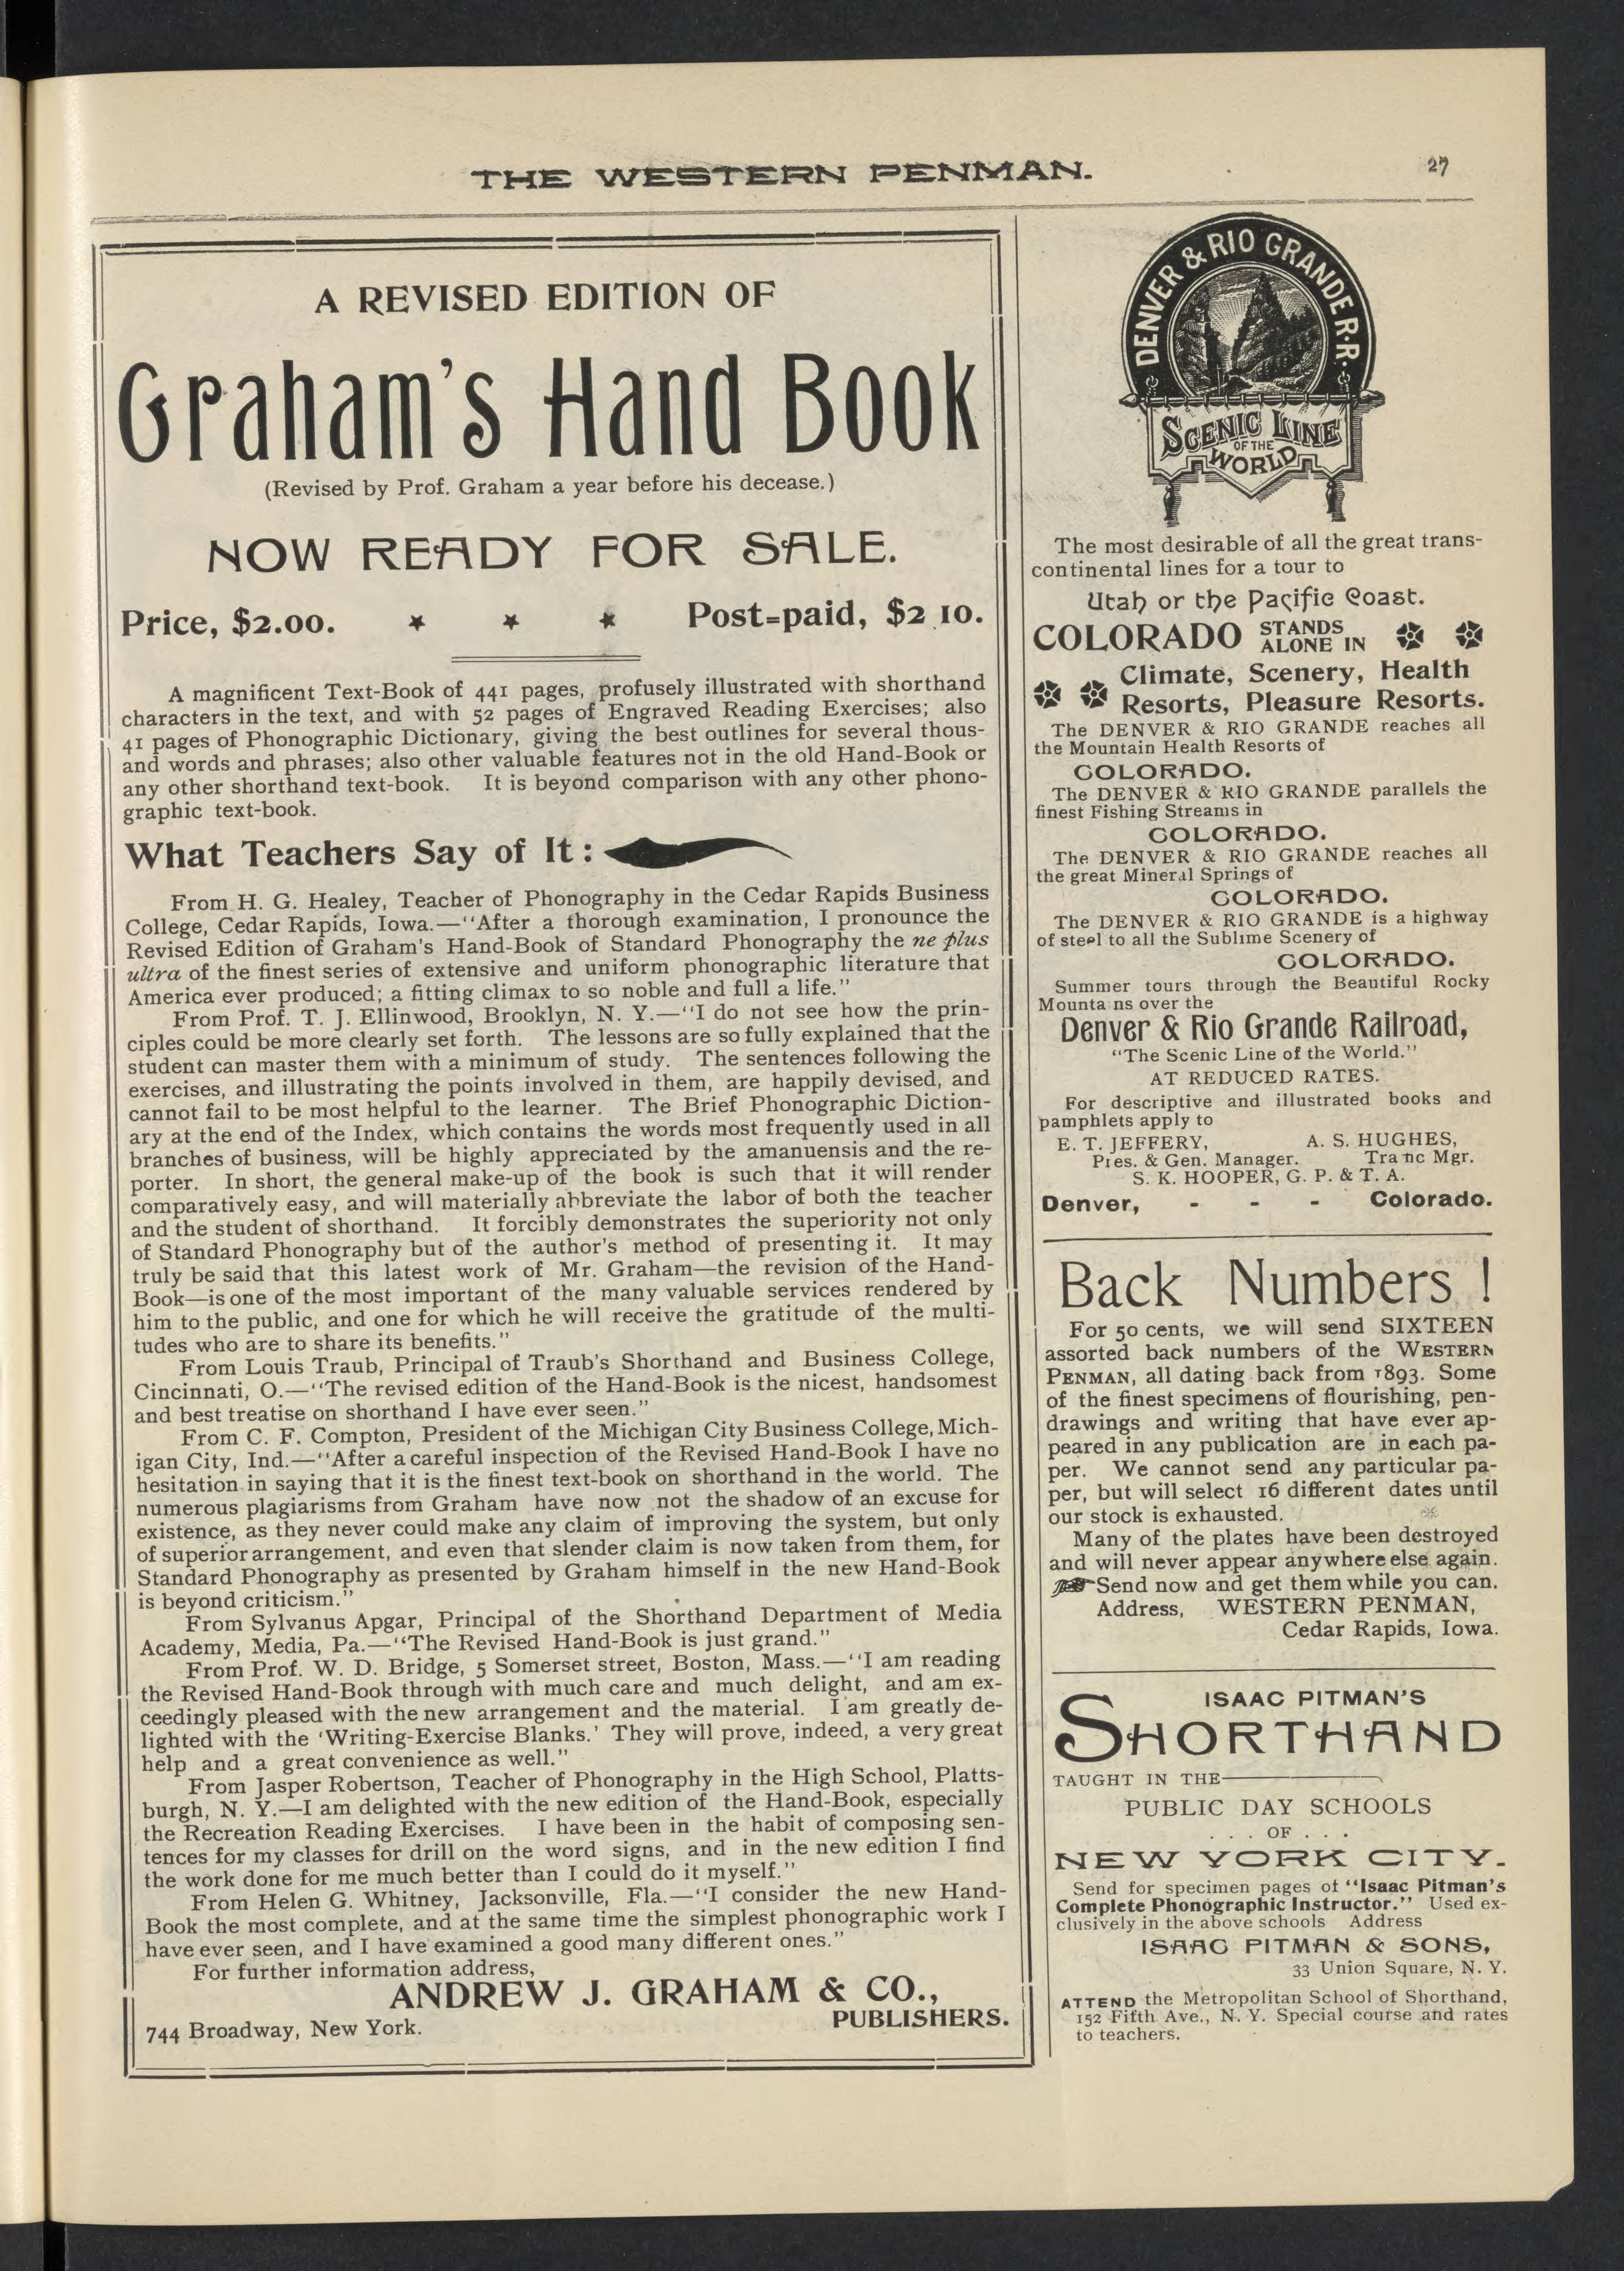 THE WESTERN PENMAN.
27
A REVISED EDITION OF
Graham's Hand Book
(Revised by Prof. Graham a year before his decease.)
NOW READY FOR SALE.
Price, $2.00. * * * Post=paid, $2.10.
A magnificent Text-Book of 441 pages, profusely illustrated with shorthand
characters in the text, and with 52 pages of Engraved Reading Exercises; also
41 pages of Phonographic Dictionary, giving the best outlines for several thous-
and words and phrases; also other valuable features not in the old Hand-Book or
any other shorthand text-book. It is beyond comparison with any other phono-
graphic text-book.
What Teachers Say of It:
From H. G. Healey, Teacher of Phonography in the Cedar Rapids Business
College, Cedar Rapids, Iowa.—"After a thorough examination, I pronounce the
Revised Edition of Graham's Hand-Book of Standard Phonography the ne plus
ultra of the finest series of extensive and uniform phonographic literature that
America ever produced; a fitting climax to so noble and full a life."
From Prof. T. J. Ellinwood, Brooklyn, N. Y.—"I do not see how the prin-
ciples could be more clearly set forth. The lessons are so fully explained that the
student can master them with a minimum of study. The sentences following the
exercises, and illustrating the points involved in them, are happily devised, and
cannot fail to be most helpful to the learner. The Brief Phonographic Diction-
ary at the end of the Index, which contains the words most frequently used in all
branches of business, will be highly appreciated by the amanuensis and the re-
porter. In short, the general make-up of the book is such that it will render
comparatively easy, and will materially abbreviate the labor of both the teacher
and the student of shorthand. It forcibly demonstrates the superiority not only
of Standard Phonography but of the author's method of presenting it. It may
truly be said that this latest work of Mr. Graham—the revision of the Hand-
Book—is one of the most important of the many valuable services rendered by
him to the public, and one for which he will receive the gratitude of the multi-
tudes who are to share its benefits."
From Louis Traub, Principal of Traub's Shorthand and Business College,
Cincinnati, O.—"The revised edition of the Hand-Book is the nicest, handsomest
and best treatise on shorthand I have ever seen."
From C. F. Compton, President of the Michigan City Business College, Mich-
igan City, Ind.—"After a careful inspection of the Revised Hand-Book I have no
hesitation in saying that it is the finest text-book on shorthand in the world. The
numerous plagiarisms from Graham have now not the shadow of an excuse for
existence, as they never could make any claim of improving the system, but only
of superior arrangement, and even that slender claim is now taken from them, for
Standard Phonography as presented by Graham himself in the new Hand-Book
is beyond criticism."
From Sylvanus Apgar, Principal of the Shorthand Department of Media
Academy, Media, Pa.—"The Revised Hand-Book is just grand."
From Prof. W. D. Bridge, 5 Somerset street, Boston, Mass.—"I am reading
the Revised Hand-Book through with much care and much delight, and am ex-
ceedingly pleased with the new arrangement and the material. I am greatly de-
lighted with the 'Writing-Exercise Blanks.' They will prove, indeed, a very great
help and a great convenience as well."
From Jasper Robertson, Teacher of Phonography in the High School, Platts-
burgh, N. Y.—I am delighted with the new edition of the Hand-Book, especially
the Recreation Reading Exercises. I have been in the habit of composing sen-
tences for my classes for drill on the word signs, and in the new edition I find
the work done for me much better than I could do it myself."
From Helen G. Whitney, Jacksonville, Fla.—"I consider the new Hand-
Book the most complete, and at the same time the simplest phonographic work I
have ever seen, and I have examined a good many different ones."
For further information address,
ANDREW J. GRAHAM & CO.,
744 Broadway, New York. PUBLISHERS.
DENVER & RIO GRANDE R.R.
SCENIC LINE
OF THE
WORLD
The most desirable of all the great trans-
continental lines for a tour to
Utah or the Pacific Coast.
COLORADO STANDS ALONE IN
Climate, Scenery, Health
Resorts, Pleasure Resorts.
The DENVER & RIO GRANDE reaches all
the Mountain Health Resorts of
COLORADO.
The DENVER & RIO GRANDE parallels the
finest Fishing Streams in
COLORADO.
The DENVER & RIO GRANDE reaches all
the great Mineral Springs of
COLORADO.
The DENVER & RIO GRANDE is a highway
of steel to all the Sublime Scenery of
COLORADO.
Summer tours through the Beautiful Rocky
Mounta ns over the
Denver & Rio Grande Railroad,
"The Scenic Line of the World."
AT REDUCED RATES.
For descriptive and illustrated books and
pamphlets apply to
E. T. JEFFERY, A. S. HUGHES,
Pres. & Gen. Manager. Traffic Mgr.
S. K. HOOPER, G. P. & T. A.
Denver, - - - Colorado.
Back Numbers!
For 50 cents, we will send SIXTEEN
assorted back numbers of the WESTERN
PENMAN, all dating back from 1893. Some
of the finest specimens of flourishing, pen-
drawings and writing that have ever ap-
peared in any publication are in each pa-
per. We cannot send any particular pa-
per, but will select 16 different dates until
our stock is exhausted.
Many of the plates have been destroyed
and will never appear anywhere else again.
Send now and get them while you can.
Address, WESTERN PENMAN,
Cedar Rapids, Iowa.
ISAAC PITMAN'S
SHORTHAND
TAUGHT IN THE
PUBLIC DAY SCHOOLS
. . . OF . . .
NEW YORK CITY.
Send for specimen pages of "Isaac Pitman's
Complete Phonographic Instructor." Used ex-
clusively in the above schools Address
ISAAC PITMAN & SONS,
33 Union Square, N. Y.
ATTEND the Metropolitan School of Shorthand,
152 Fifth Ave., N. Y. Special course and rates
to teachers.